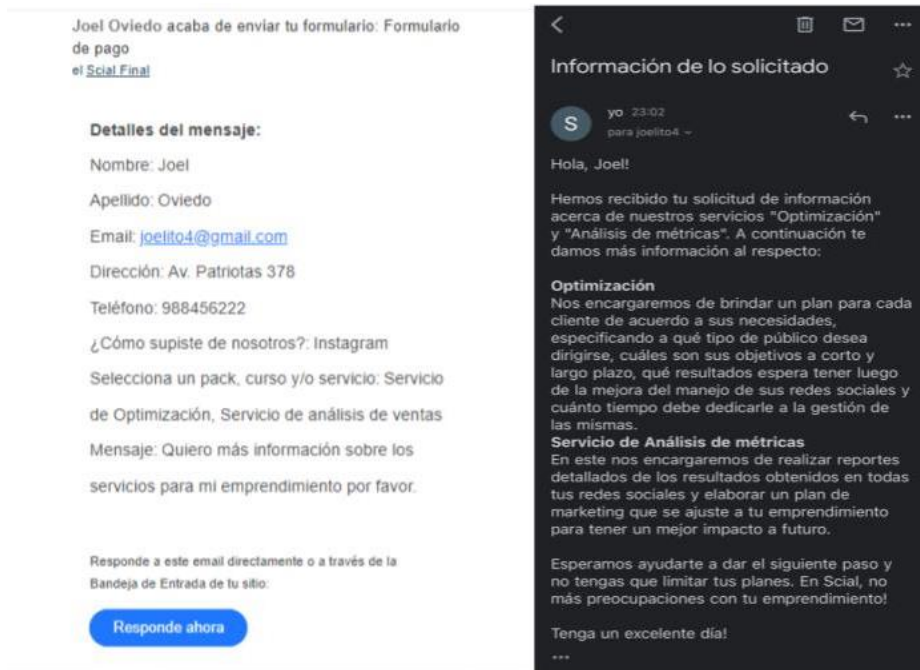 Joel Oviedo acaba de enviar tu formulario: Formulario
de pago
el Scial Final
Detalles del mensaje:
Nombre: Joel
Apellido: Oviedo
Email: joelito4@gmail.com
Dirección: Av. Patriotas 378
Teléfono: 988456222
¿Cómo supiste de nosotros?: Instagram
Selecciona un pack, curso y/o servicio: Servicio
de Optimización, Servicio de análisis de ventas
Mensaje: Quiero más información sobre los
servicios para mi emprendimiento por favor.
Responde a este email directamente o a través de la
Bandeja de Entrada de tu sitio:
Responde ahora
Información de lo solicitado
S
yo 23:02
para joelito4
Hola, Joel!
Hemos recibido tu solicitud de información
acerca de nuestros servicios "Optimización"
y "Análisis de métricas". A continuación te
damos más información al respecto:
Optimización
Nos encargaremos de brindar un plan para cada
cliente de acuerdo a sus necesidades,
especificando a qué tipo de público desea
dirigirse, cuáles son sus objetivos a corto y
largo plazo, qué resultados espera tener luego
de la mejora del manejo de sus redes sociales y
cuánto tiempo debe dedicarle a la gestión de
las mismas.
Servicio de Análisis de métricas
En este nos encargaremos de realizar reportes
detallados de los resultados obtenidos en todas
tus redes sociales y elaborar un plan de
marketing que se ajuste a tu emprendimiento
para tener un mejor impacto a futuro.
Esperamos ayudarte a dar el siguiente paso y
no tengas que limitar tus planes. En Scial, no
más preocupaciones con tu emprendimiento!
Tenga un excelente día!